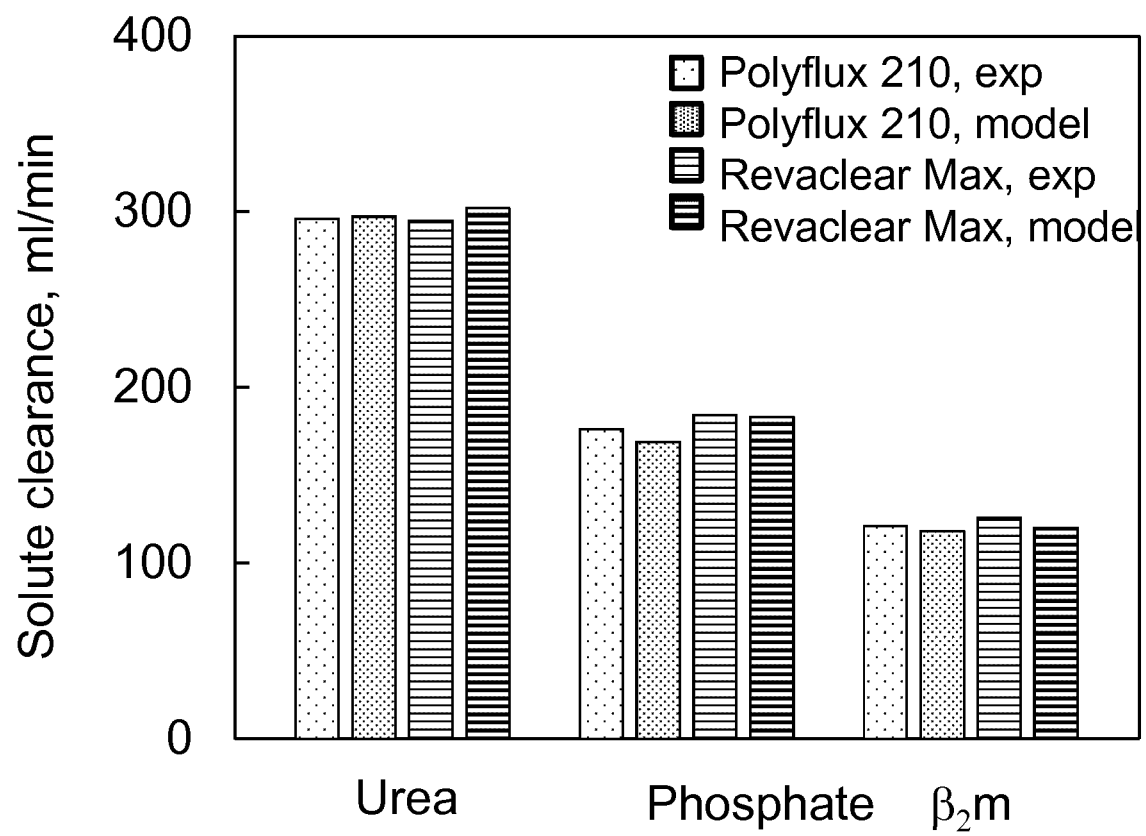 400
300
200
100
0
Solute clearance, ml/min
Polyflux 210, exp
Polyflux 210, model
Revaclear Max, exp
Revaclear Max, model
Urea
Phosphate
β₂m